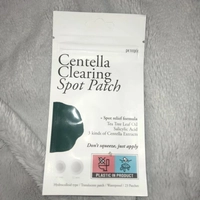 Centella
Clearing
Spot Patch
+ Spot relief formula
Tea Tree Leaf Oil
Salicylic Acid
5 kinds of Centella Extracts
Don't squeeze, just apply
PLASTIC IN PRODUCT